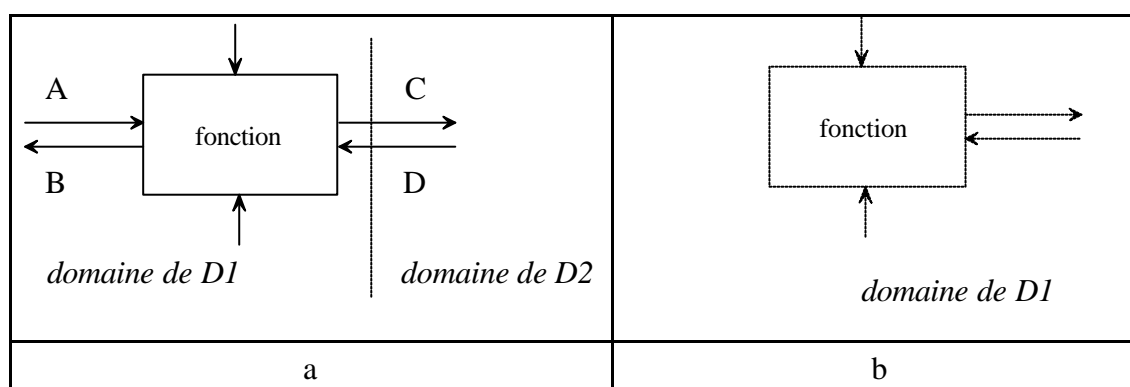 A
C
fonction
B
D
domaine de D1
domaine de D2
a
fonction
domaine de D1
b